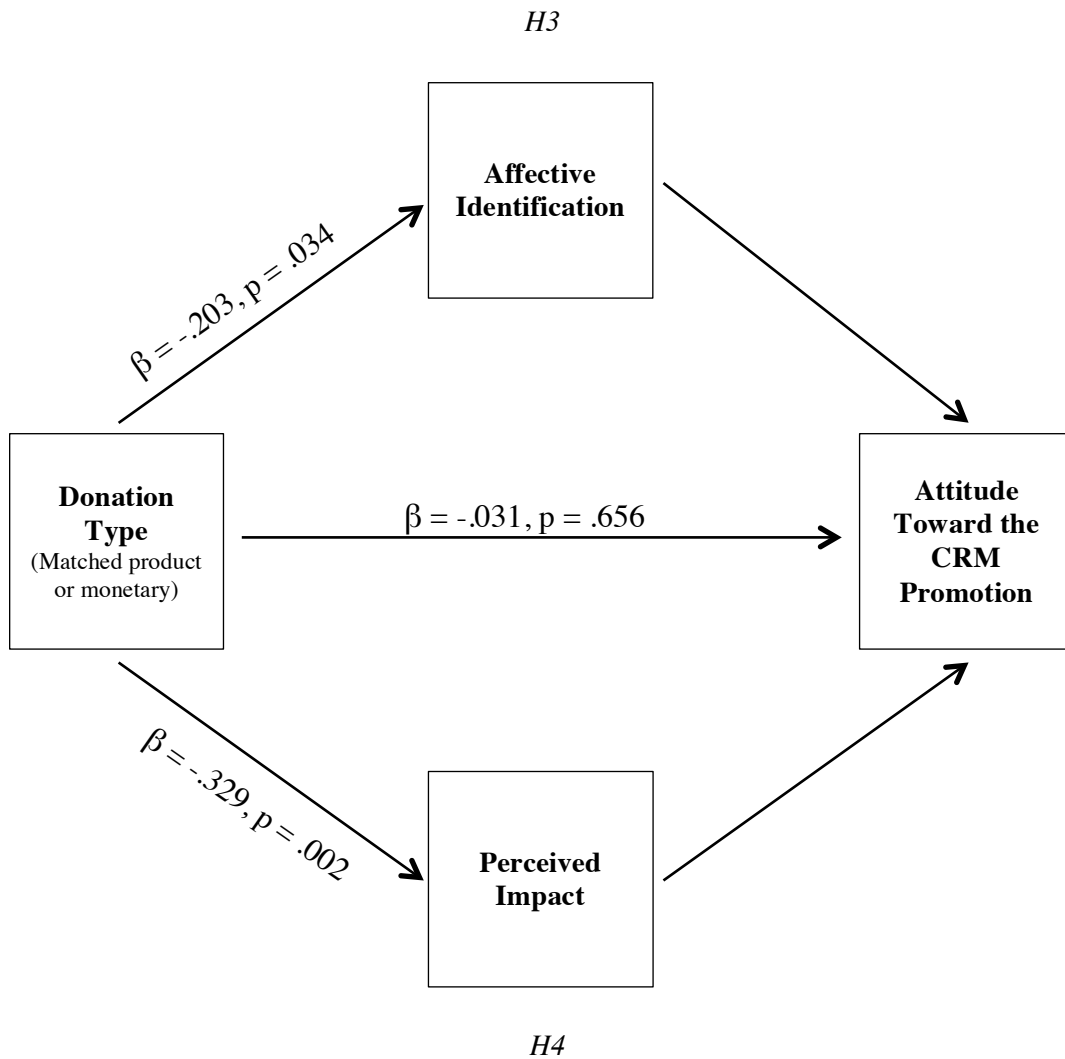 H3
Affective
Identification
β = -.203, p = .034
Donation
Type
(Matched product
or monetary)
β = -.031, p = .656
Attitude
Toward the
CRM
Promotion
β = -.329, p = .002
Perceived
Impact
H4